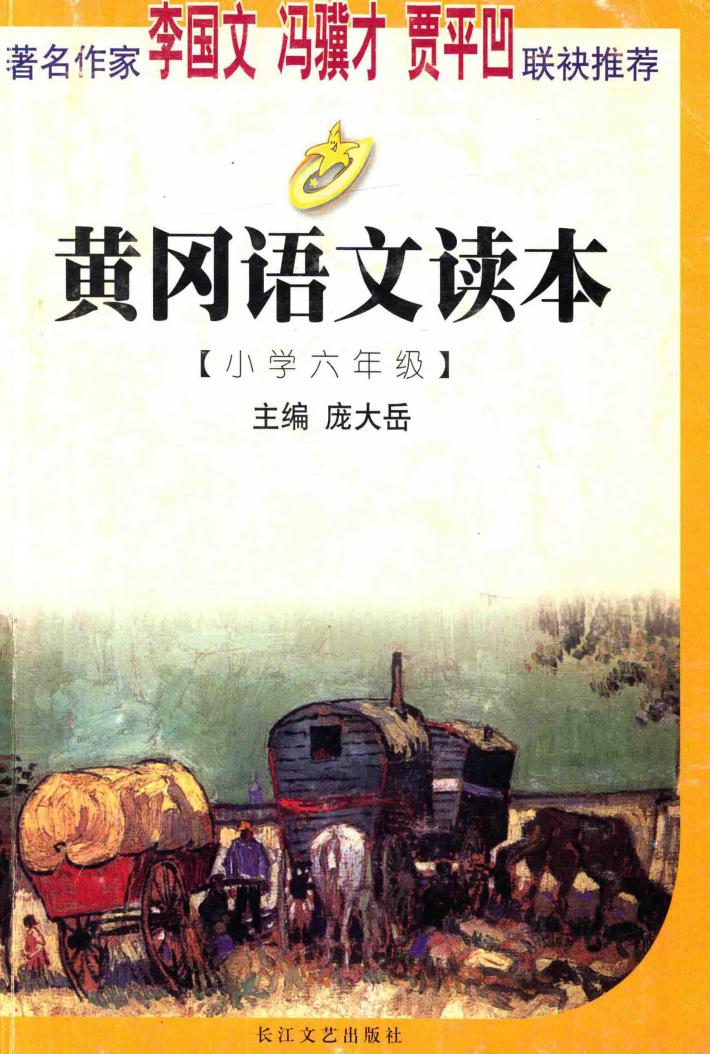 著名作家 李国文 冯骥才 贾平凹 联袂推荐
黄冈语文读本
【小学六年级】
主编 庞大岳
长江文艺出版社